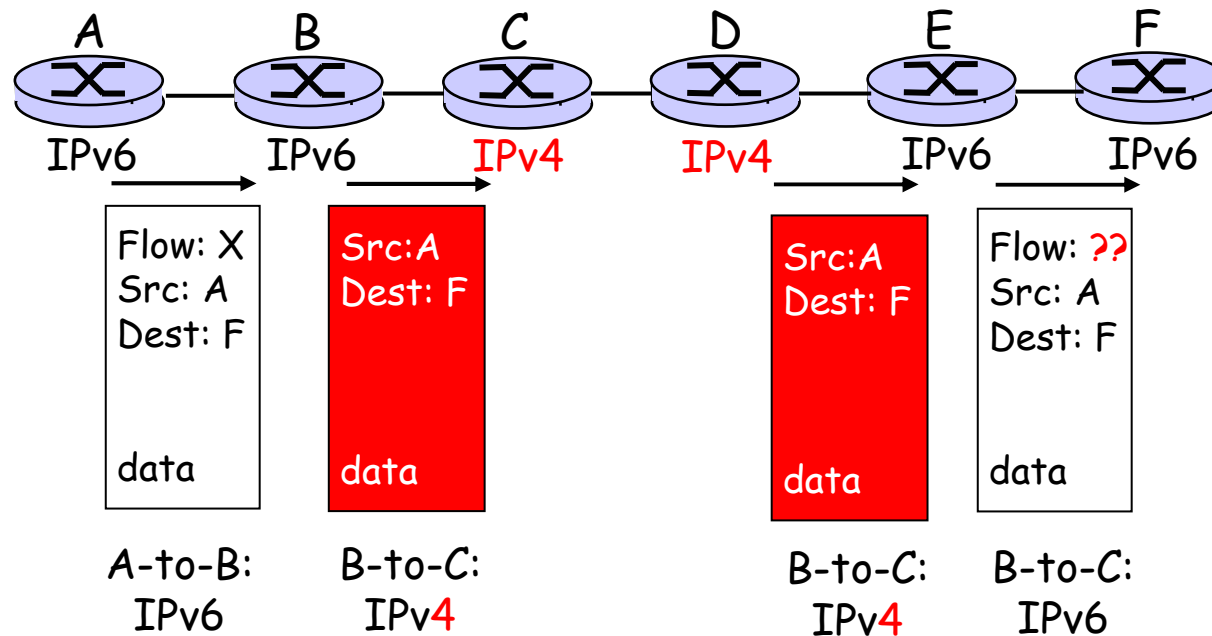 A B C D E F
IPv6 IPv6 IPv4 IPv4 IPv6 IPv6
Flow: X
Src: A
Dest: F
data
Src:A
Dest: F
data
Src:A
Dest: F
data
Flow: ??
Src: A
Dest: F
data
A-to-B:
IPv6
B-to-C:
IPv4
B-to-C:
IPv4
B-to-C:
IPv6